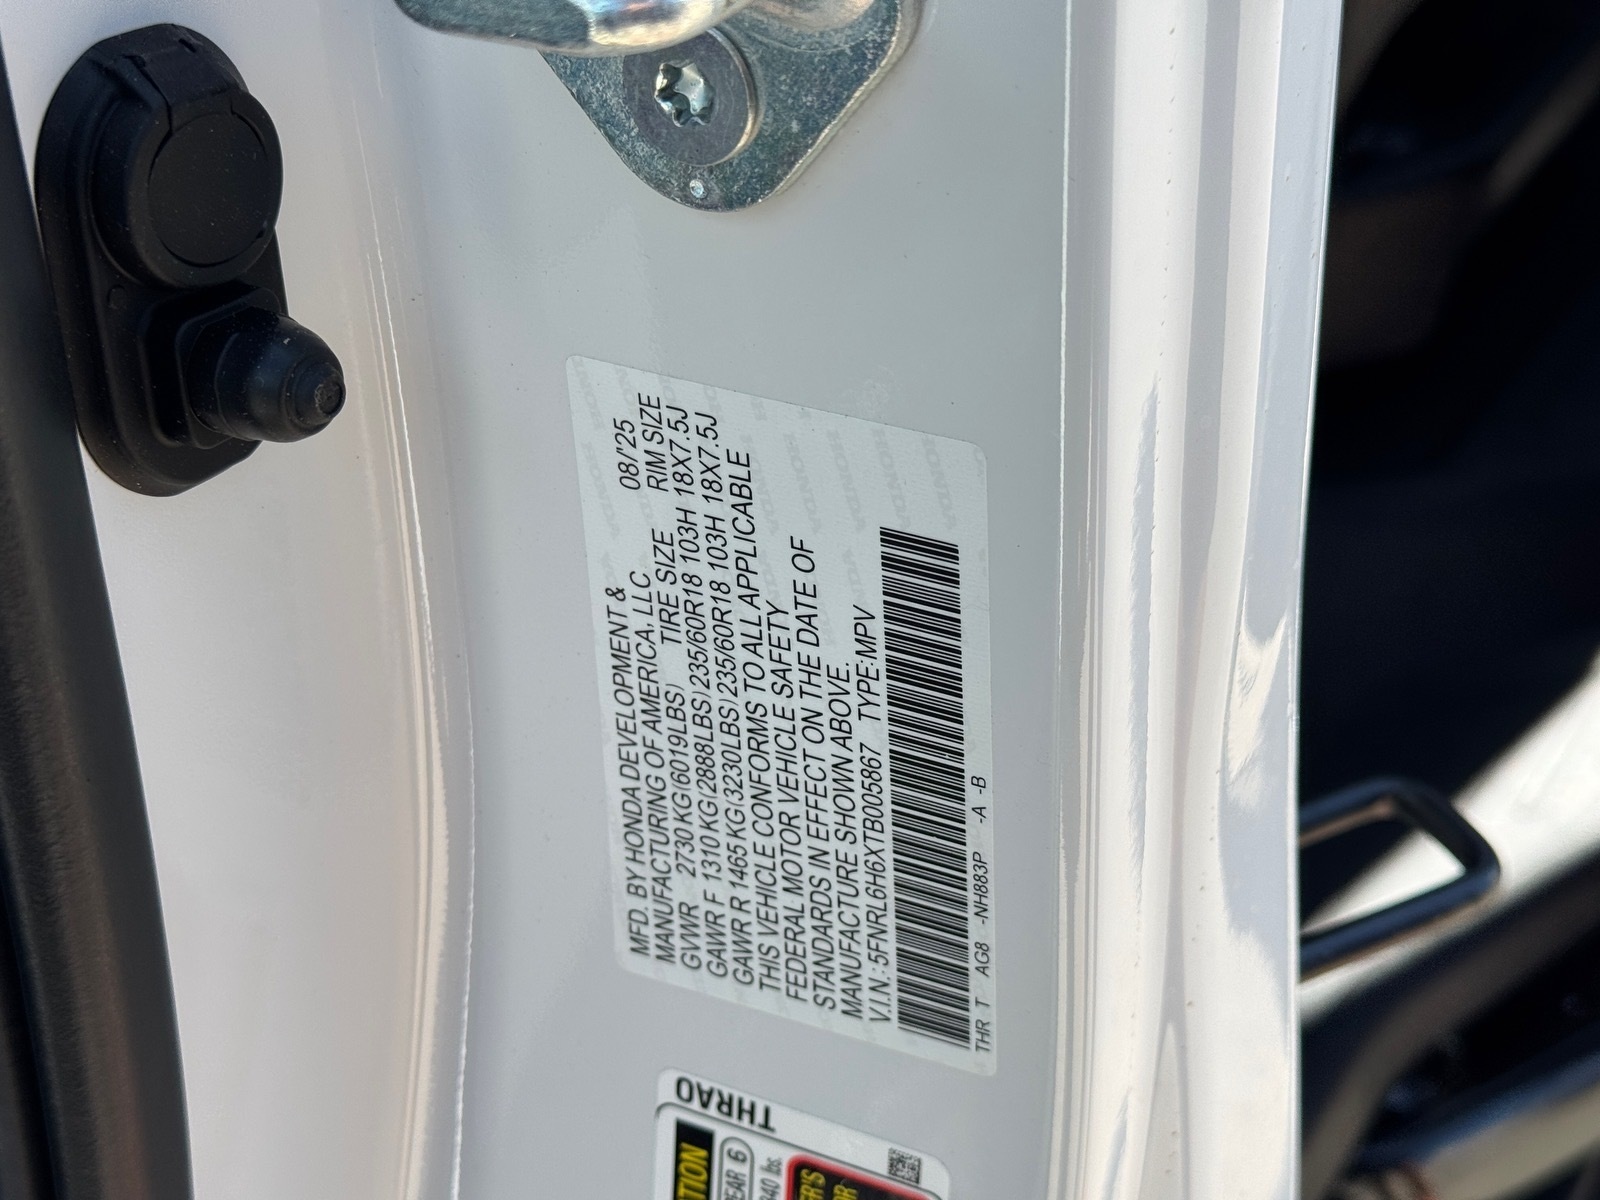 MFD. BY HONDA DEVELOPMENT & 08/'25
MANUFACTURING OF AMERICA, LLC
GVWR 2730 KG(6019LBS) TIRE SIZE RIM SIZE
GAWR F 1310 KG(2888LBS) 235/60R18 103H 18X7.5J
GAWR R 1465 KG(3230LBS) 235/60R18 103H 18X7.5J
THIS VEHICLE CONFORMS TO ALL APPLICABLE
FEDERAL MOTOR VEHICLE SAFETY
STANDARDS IN EFFECT ON THE DATE OF
MANUFACTURE SHOWN ABOVE.
V.I.N.: 5FNRL6H6XTB005867 TYPE:MPV
THR T AG8 -NH883P -A -B
THRA0